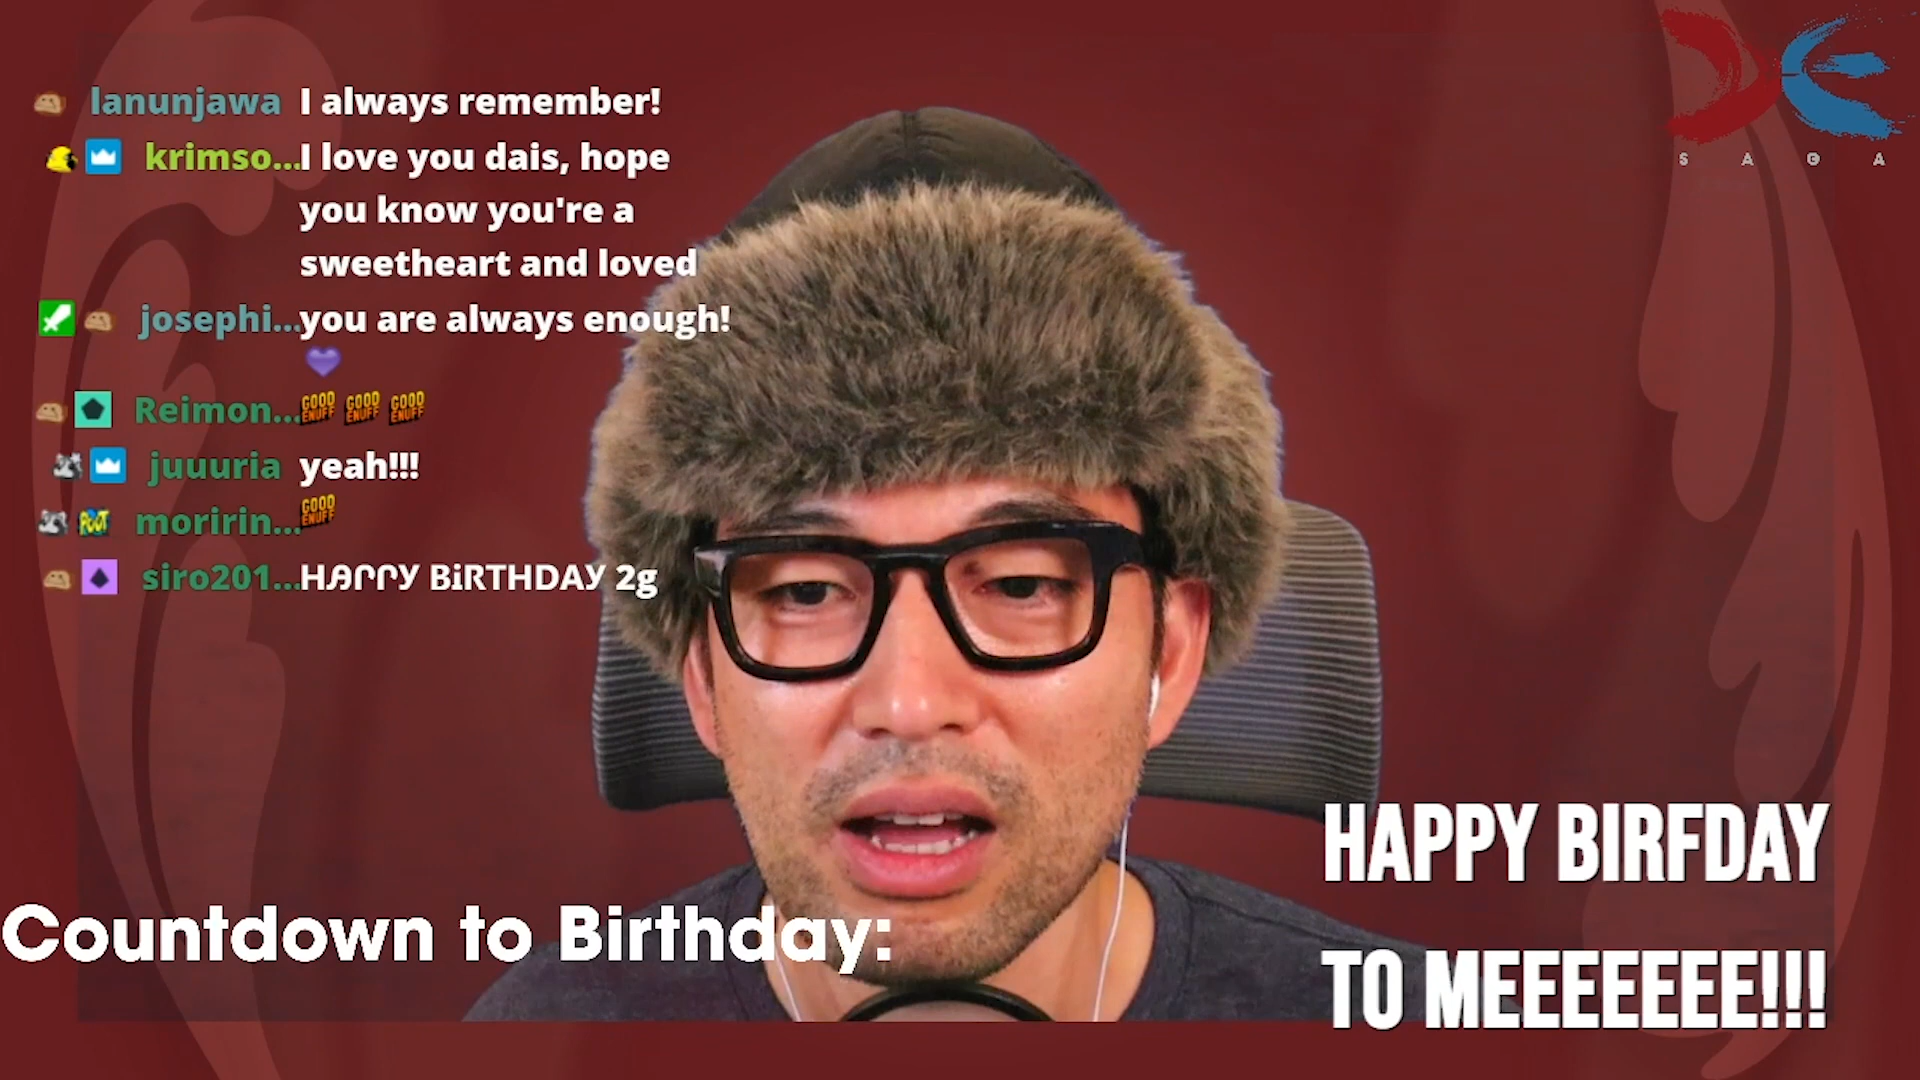 lanunjawa I always remember!
krimso... I love you dais, hope
you know you're a
sweetheart and loved
josephi... you are always enough!
Reimon... GOOD ENUFF GOOD ENUFF GOOD ENUFF
juuuria yeah!!!
moririn... GOOD ENUFF
siro201... HAPPY BiRTHDAY 2g
Countdown to Birthday:
HAPPY BIRFDAY
TO MEEEEEEE!!!
SAGA